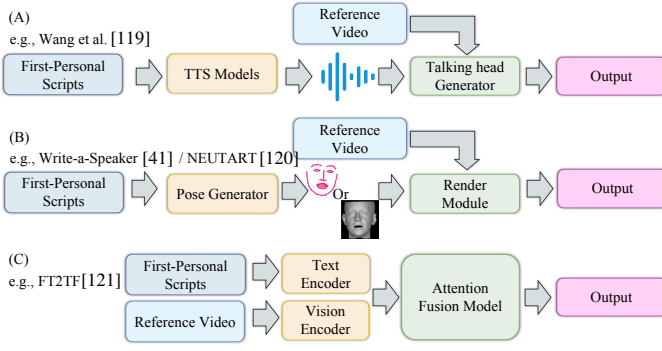 (A)
e.g., Wang et al. [119]
Reference
Video
First-Personal
Scripts
TTS Models
Talking head
Generator
Output
(B)
e.g., Write-a-Speaker [41] / NEUTART [120]
Reference
Video
First-Personal
Scripts
Pose Generator
Or
Render
Module
Output
(C)
e.g., FT2TF[121]
First-Personal
Scripts
Text
Encoder
Reference Video
Vision
Encoder
Attention
Fusion Model
Output